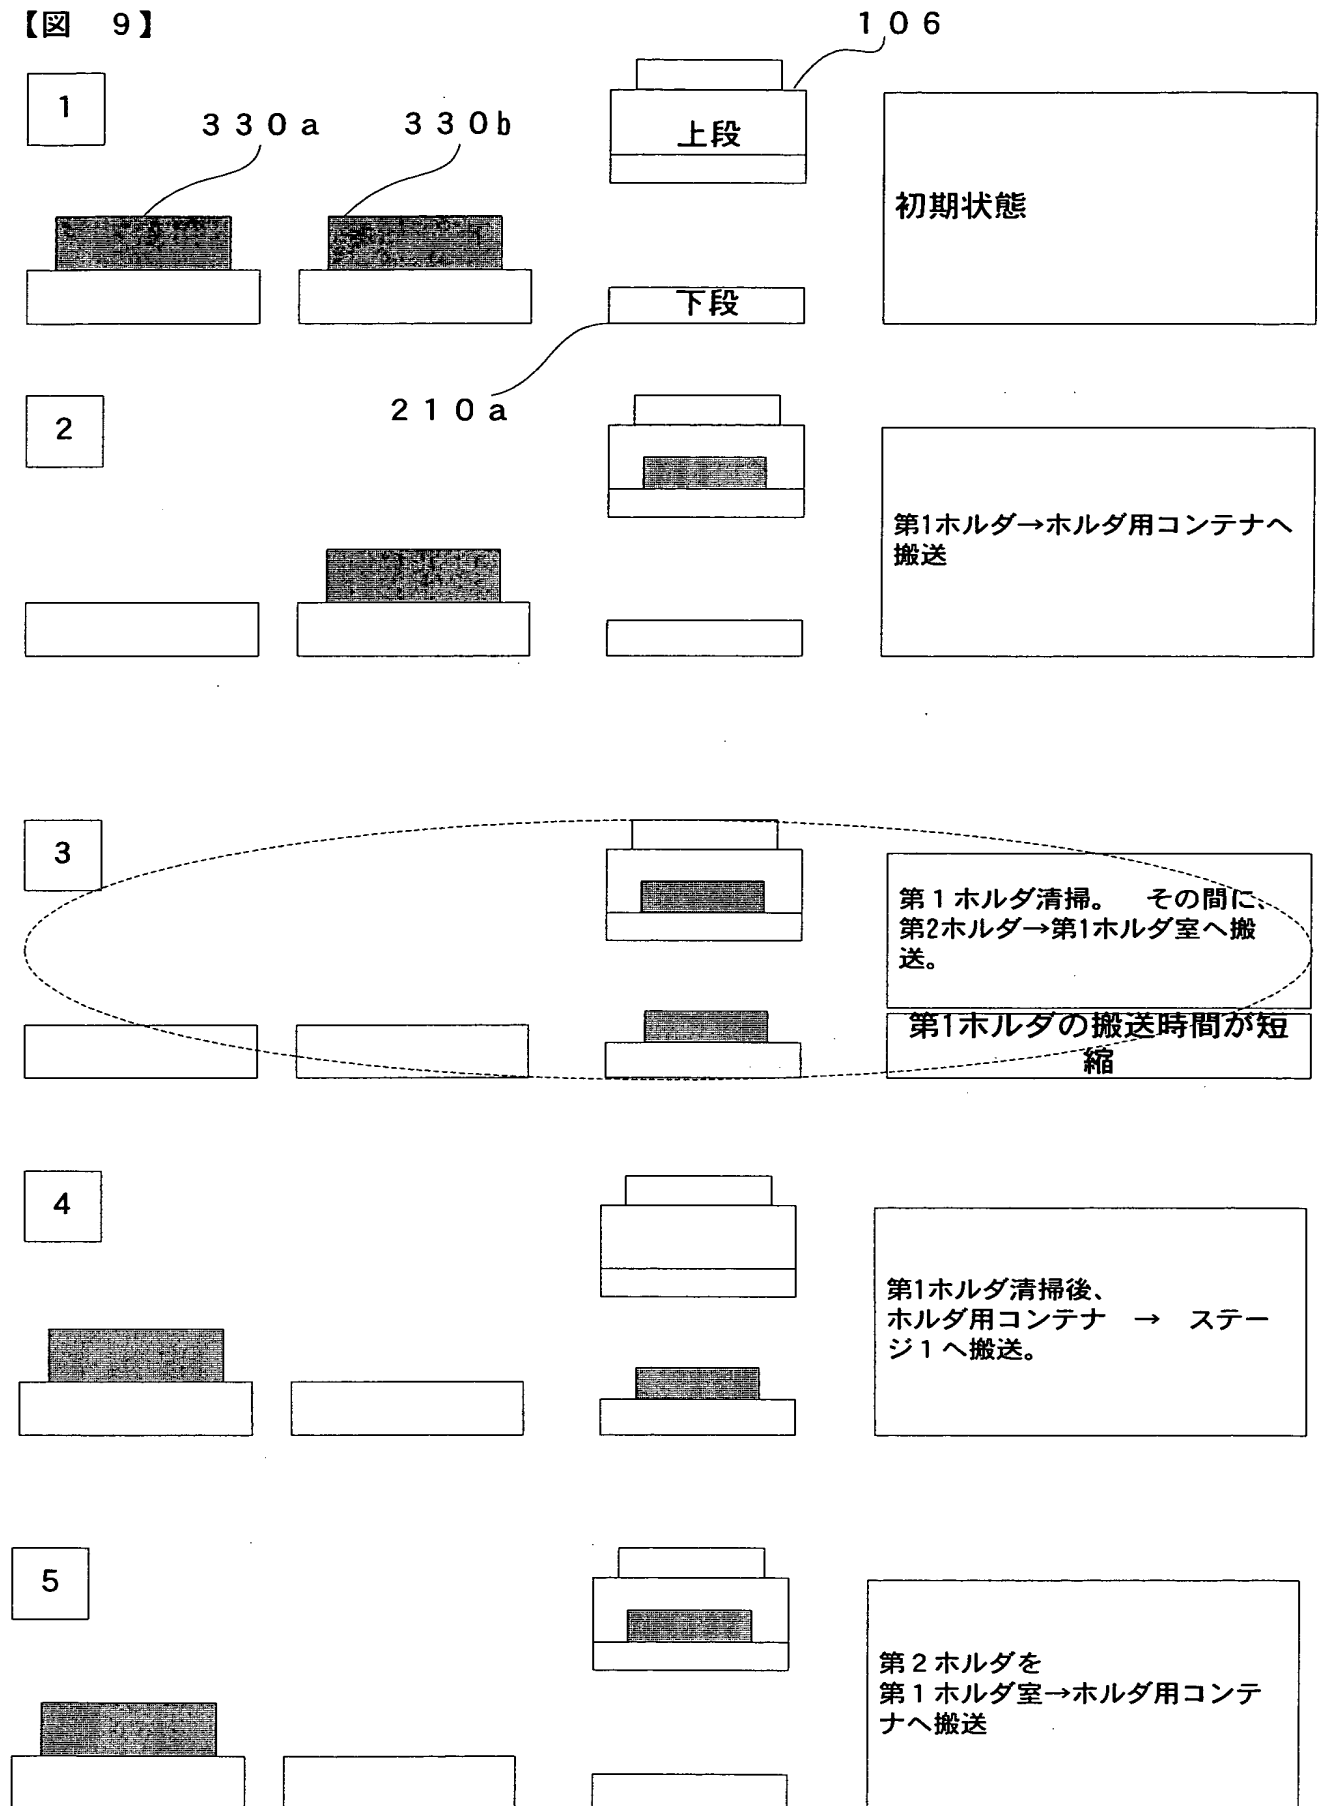 【図　９】
１０６
1
３３０a
３３０b
上段
初期状態
下段
２１０a
2
第1ホルダ→ホルダ用コンテナへ
搬送
3
第１ホルダ清掃。　その間に、
第2ホルダ→第1ホルダ室へ搬
送。
第1ホルダの搬送時間が短
縮
4
第1ホルダ清掃後、
ホルダ用コンテナ　→　ステー
ジ１へ搬送。
5
第２ホルダを
第１ホルダ室→ホルダ用コンテ
ナへ搬送